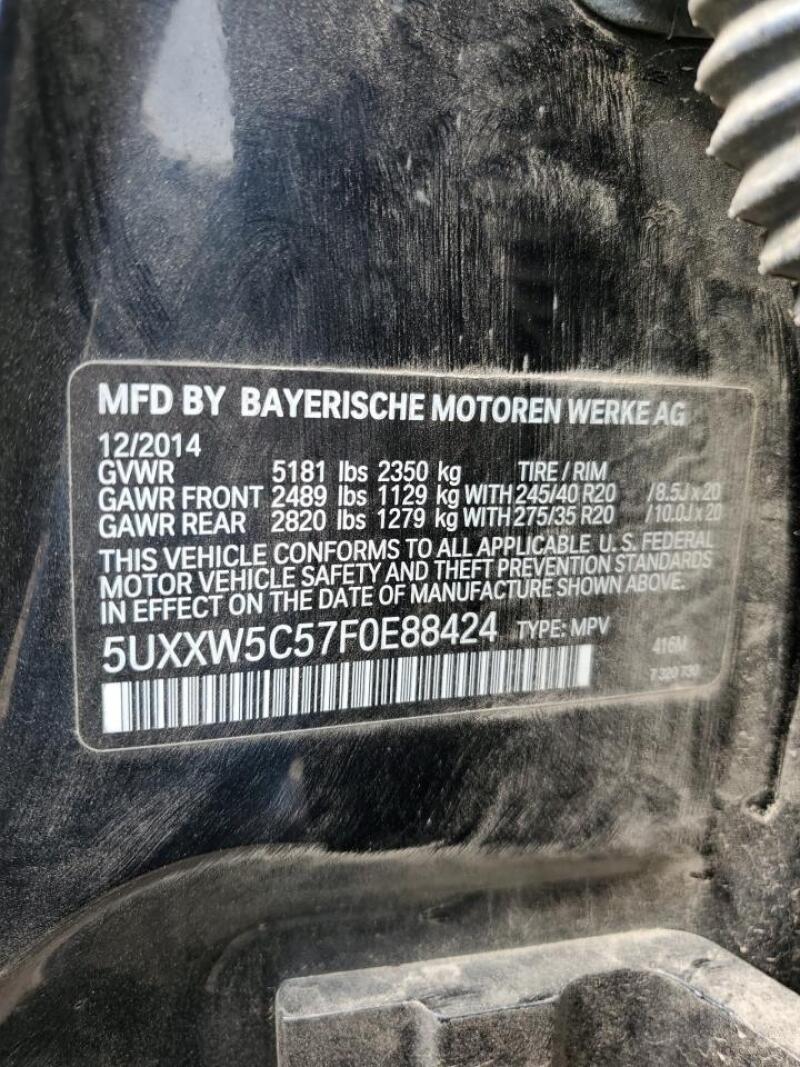 MFD BY BAYERISCHE MOTOREN WERKE AG
12/2014
GVWR 5181 lbs 2350 kg TIRE / RIM
GAWR FRONT 2489 lbs 1129 kg WITH 245/40 R20 /8.5J x 20
GAWR REAR 2820 lbs 1279 kg WITH 275/35 R20 /10.0J x 20
THIS VEHICLE CONFORMS TO ALL APPLICABLE U. S. FEDERAL
MOTOR VEHICLE SAFETY AND THEFT PREVENTION STANDARDS
IN EFFECT ON THE DATE OF MANUFACTURE SHOWN ABOVE.
5UXXW5C57F0E88424 TYPE: MPV
416M
7 320 730